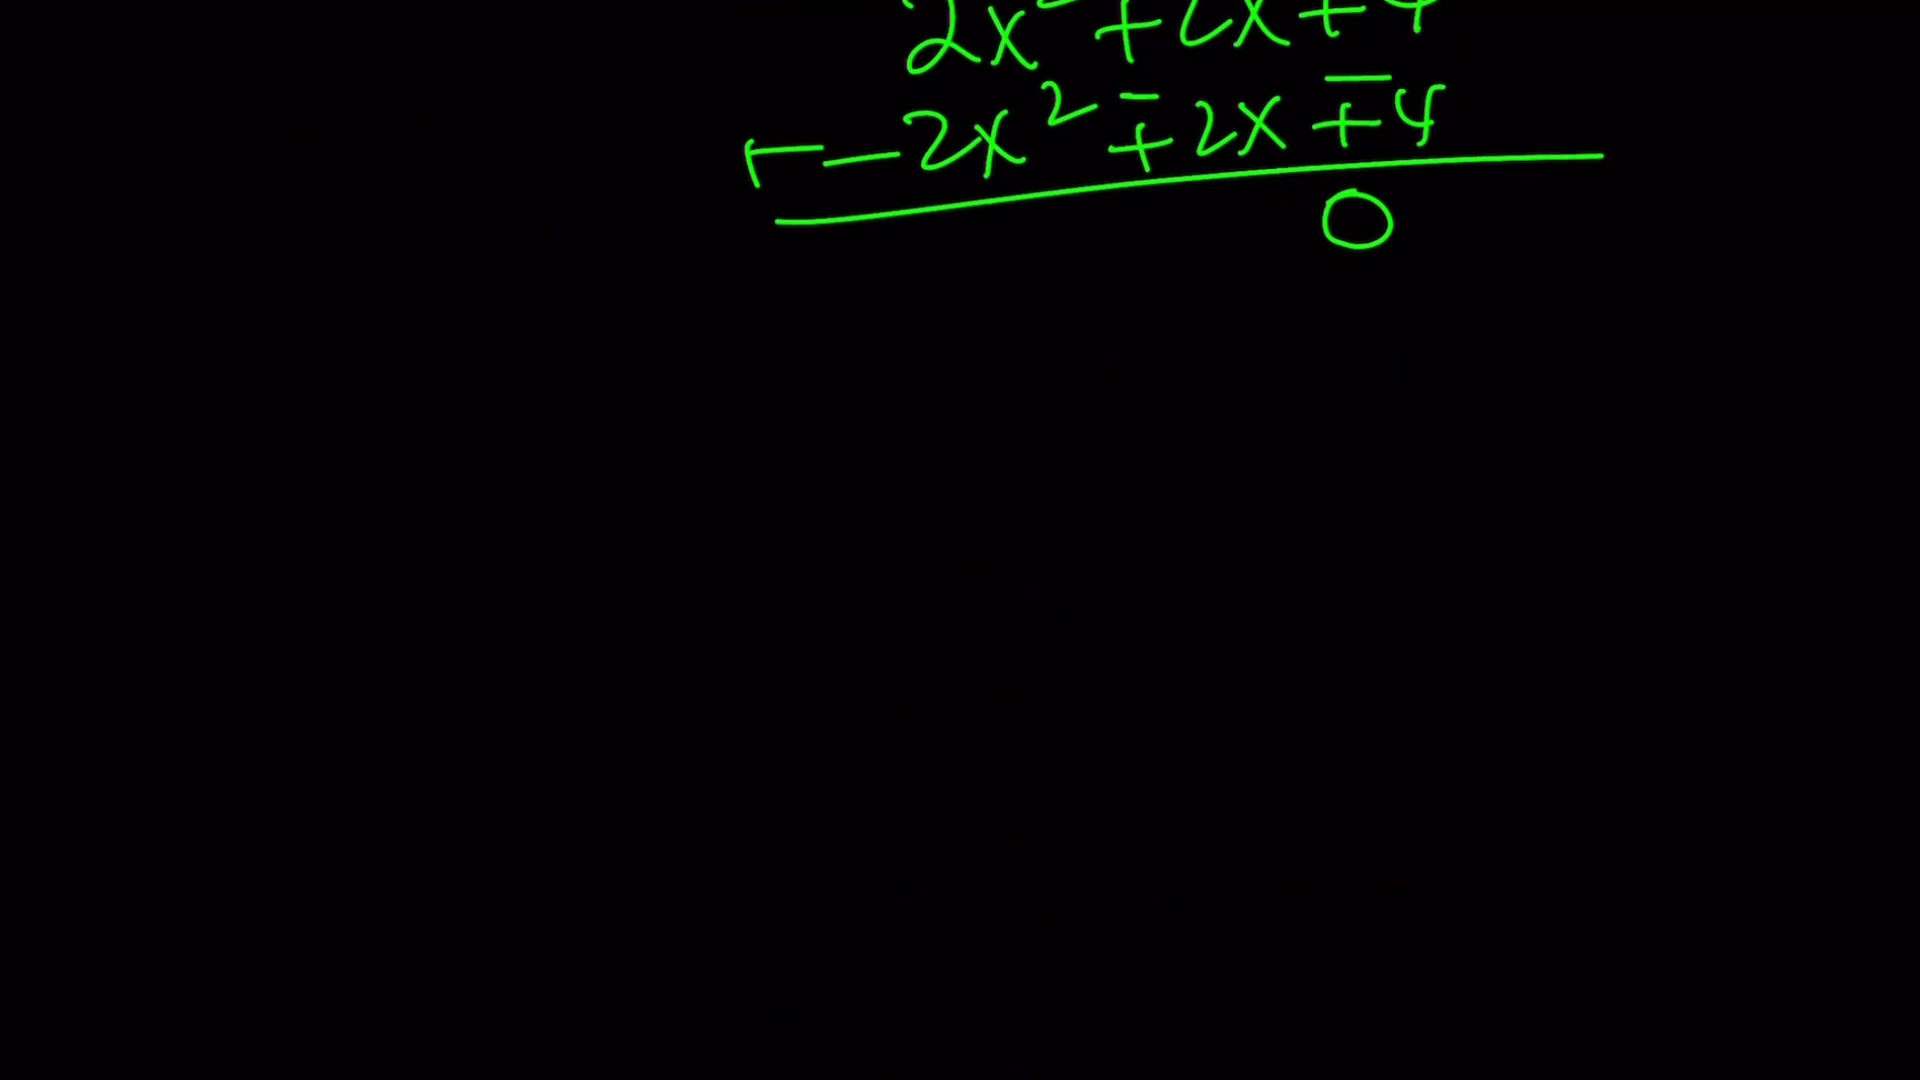 2x² + 2x + 4
- 2x² ∓ 2x ∓ 4
0